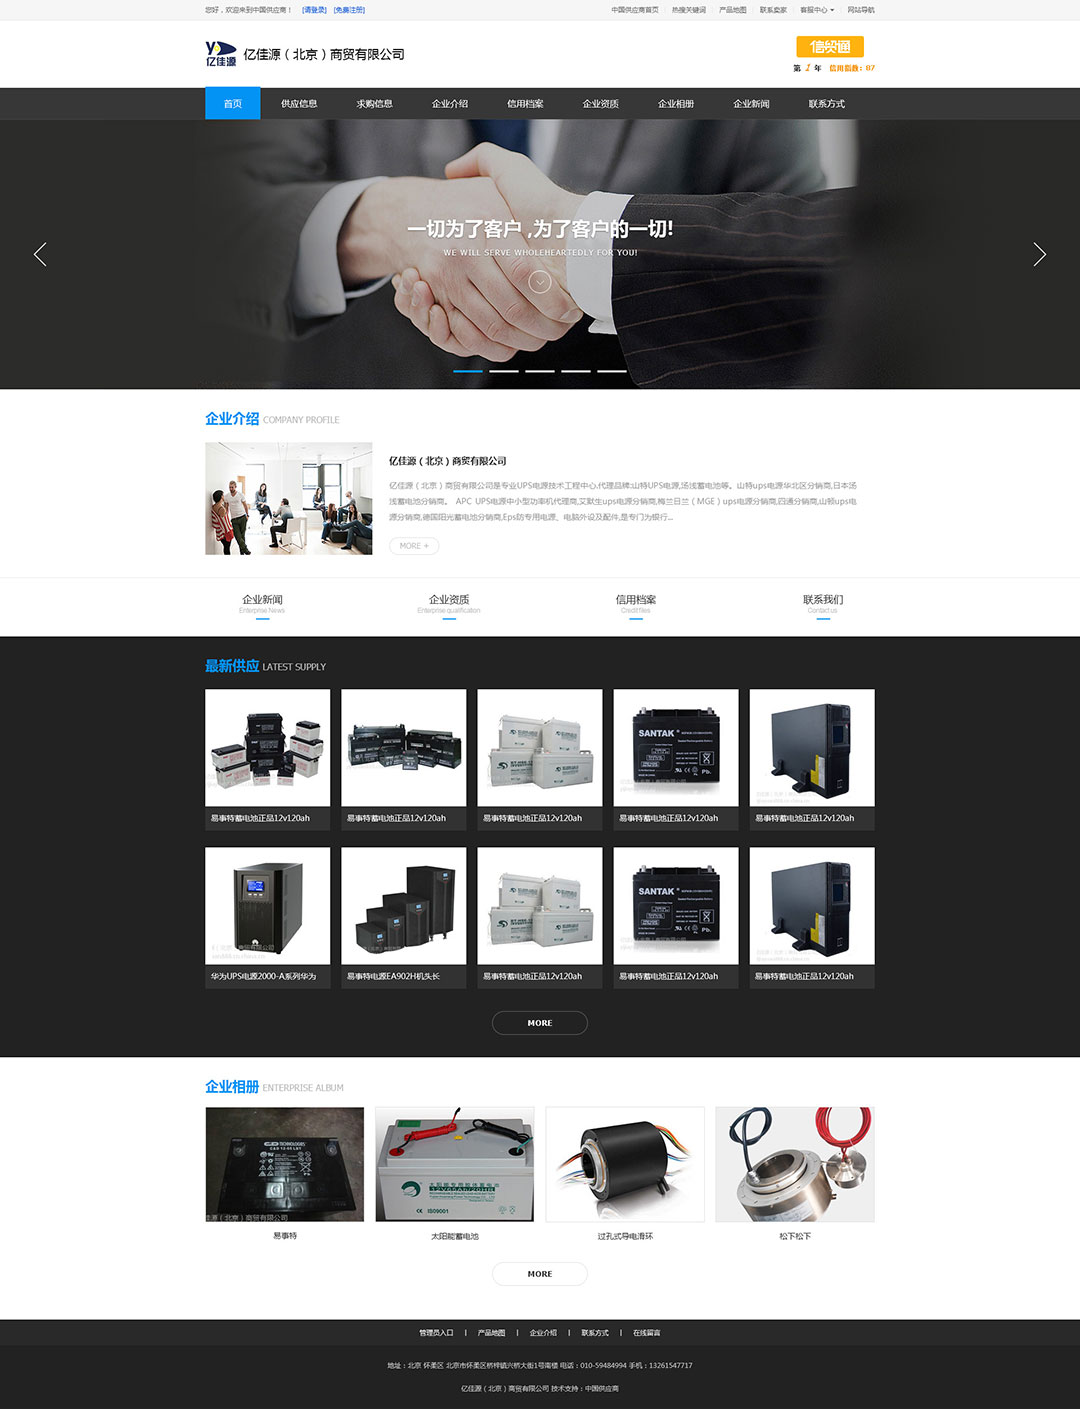 您好，欢迎来到中国供应商！ [请登录] [免费注册]
中国供应商首页 热搜关键词 产品地图 联系卖家 客服中心 网站导航
亿佳源
亿佳源（北京）商贸有限公司
信贸通
第 1 年 信用指数：87
首页 供应信息 求购信息 企业介绍 信用档案 企业资质 企业相册 企业新闻 联系方式
一切为了客户 ,为了客户的一切!
WE WILL SERVE WHOLEHEARTEDLY FOR YOU!
企业介绍 COMPANY PROFILE
亿佳源（北京）商贸有限公司
亿佳源（北京）商贸有限公司是专业UPS电源技术工程中心.代理品牌:山特UPS电源,汤浅蓄电池等。山特ups电源华北区分销商,日本汤
浅蓄电池分销商。 APC UPS电源中小型功率机代理商,艾默生ups电源分销商,梅兰日兰（MGE）ups电源分销商,四通分销商,山顿ups电
源分销商,德国阳光蓄电池分销商,Eps防专用电源、电脑外设及配件,是专门为银行...
MORE +
企业新闻 企业资质 信用档案 联系我们
Enterprise News Enterprise qualification Credit files Contact us
最新供应 LATEST SUPPLY
SANTAK
易事特蓄电池正品12v120ah 易事特蓄电池正品12v120ah 易事特蓄电池正品12v120ah 易事特蓄电池正品12v120ah 易事特蓄电池正品12v120ah
SANTAK
华为UPS电源2000-A系列华为 易事特电源EA902H机头长 易事特蓄电池正品12v120ah 易事特蓄电池正品12v120ah 易事特蓄电池正品12v120ah
MORE
企业相册 ENTERPRISE ALBUM
TECHNOLOGIES
12V65Ah/20HR
ISO9001
易事特 太阳能蓄电池 过孔式导电滑环 松下松下
MORE
管理员入口 | 产品地图 | 企业介绍 | 联系方式 | 在线留言
地址：北京 怀柔区 北京市怀柔区桥梓镇兴桥大街1号南楼 电话：010-59484994 手机：13261547717
亿佳源（北京）商贸有限公司 技术支持：中国供应商